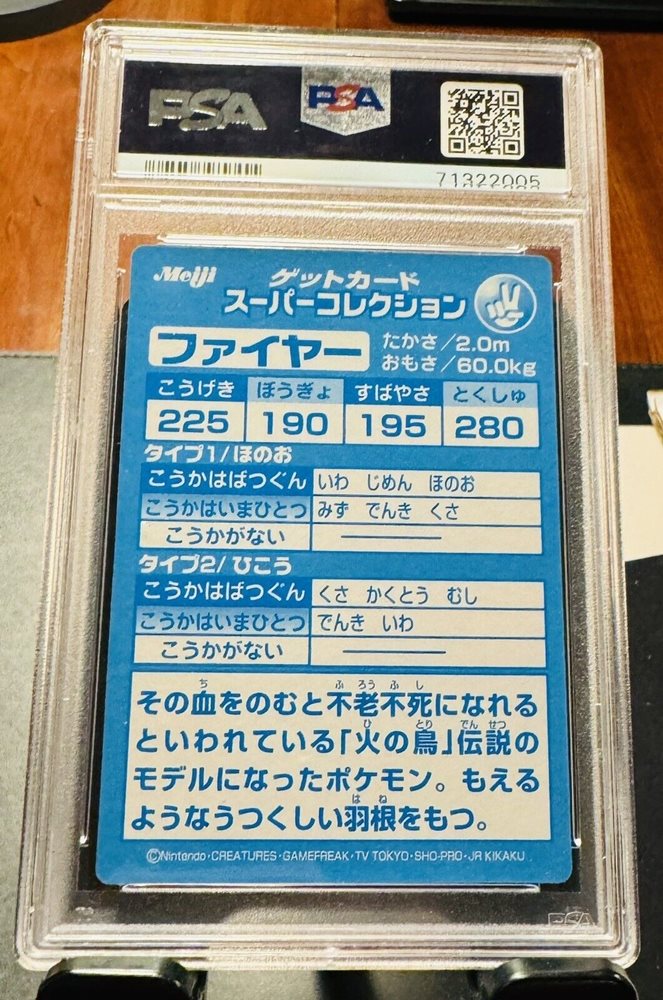 PSA PSA
71322005
Meiji ゲットカード
スーパーコレクション
ファイヤー
たかさ/2.0m
おもさ/60.0kg
こうげき ぼうぎょ すばやさ とくしゅ
225 190 195 280
タイプ1/ほのお
こうかはばつぐん いわ じめん ほのお
こうかはいまひとつ みず でんき くさ
こうかがない
タイプ2/ひこう
こうかはばつぐん くさ かくとう むし
こうかはいまひとつ でんき いわ
こうかがない
その血をのむと不老不死になれる
といわれている「火の鳥」伝説の
モデルになったポケモン。もえる
ようなうつくしい羽根をもつ。
©Nintendo・CREATURES・GAMEFREAK・TV TOKYO・SHO-PRO・JR KIKAKU
PSA